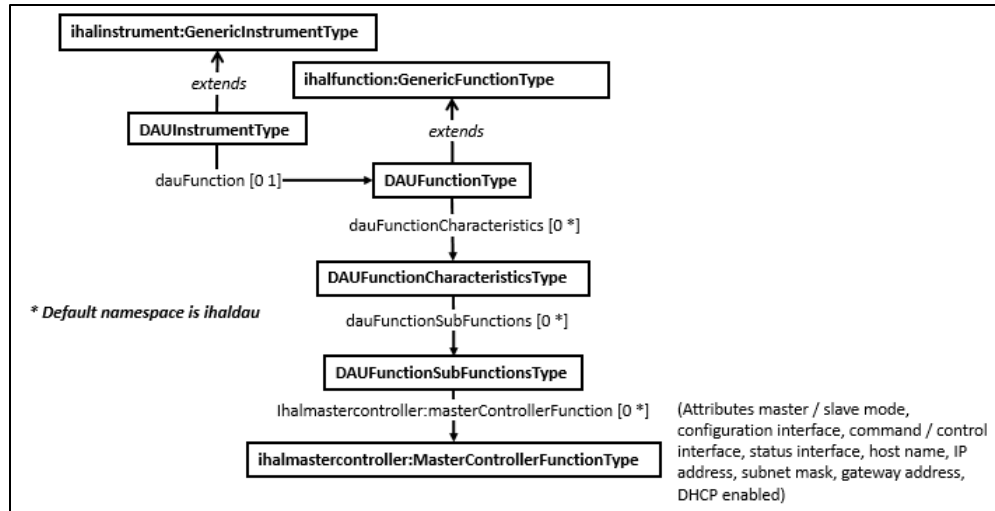 ihalinstrument:GenericInstrumentType
extends
ihalfunction:GenericFunctionType
DAUInstrumentType
extends
dauFunction [0 1]
DAUFunctionType
dauFunctionCharacteristics [0 *]
DAUFunctionCharacteristicsType
* Default namespace is ihaldau
dauFunctionSubFunctions [0 *]
DAUFunctionSubFunctionsType
Ihalmastercontroller:masterControllerFunction [0 *]
ihalmastercontroller:MasterControllerFunctionType
(Attributes master / slave mode,
configuration interface, command / control
interface, status interface, host name, IP
address, subnet mask, gateway address,
DHCP enabled)